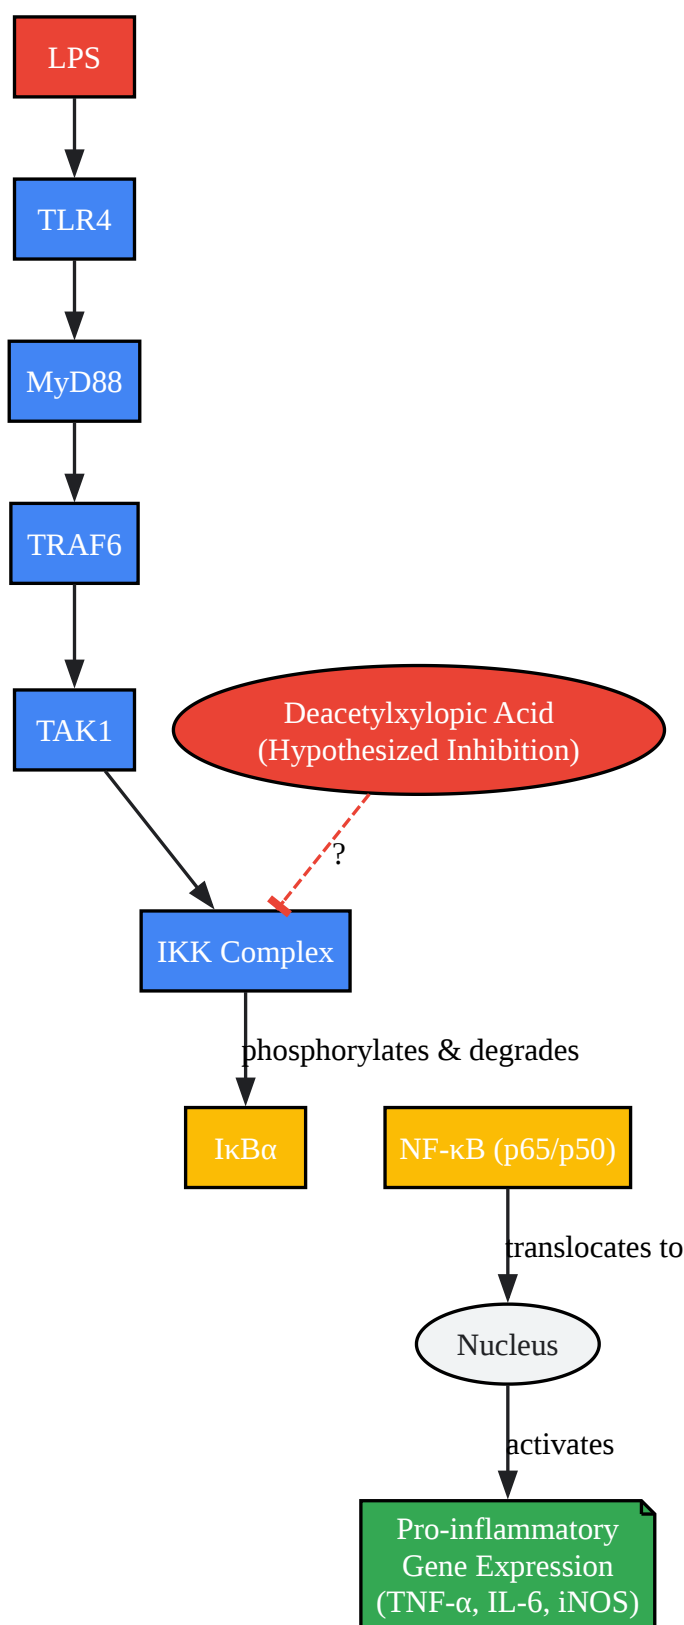 LPS
TLR4
MyD88
TRAF6
TAK1
Deacetylxylopic Acid
(Hypothesized Inhibition)
?
IKK Complex
phosphorylates & degrades
IκBα
NF-κB (p65/p50)
translocates to
Nucleus
activates
Pro-inflammatory
Gene Expression
(TNF-α, IL-6, iNOS)